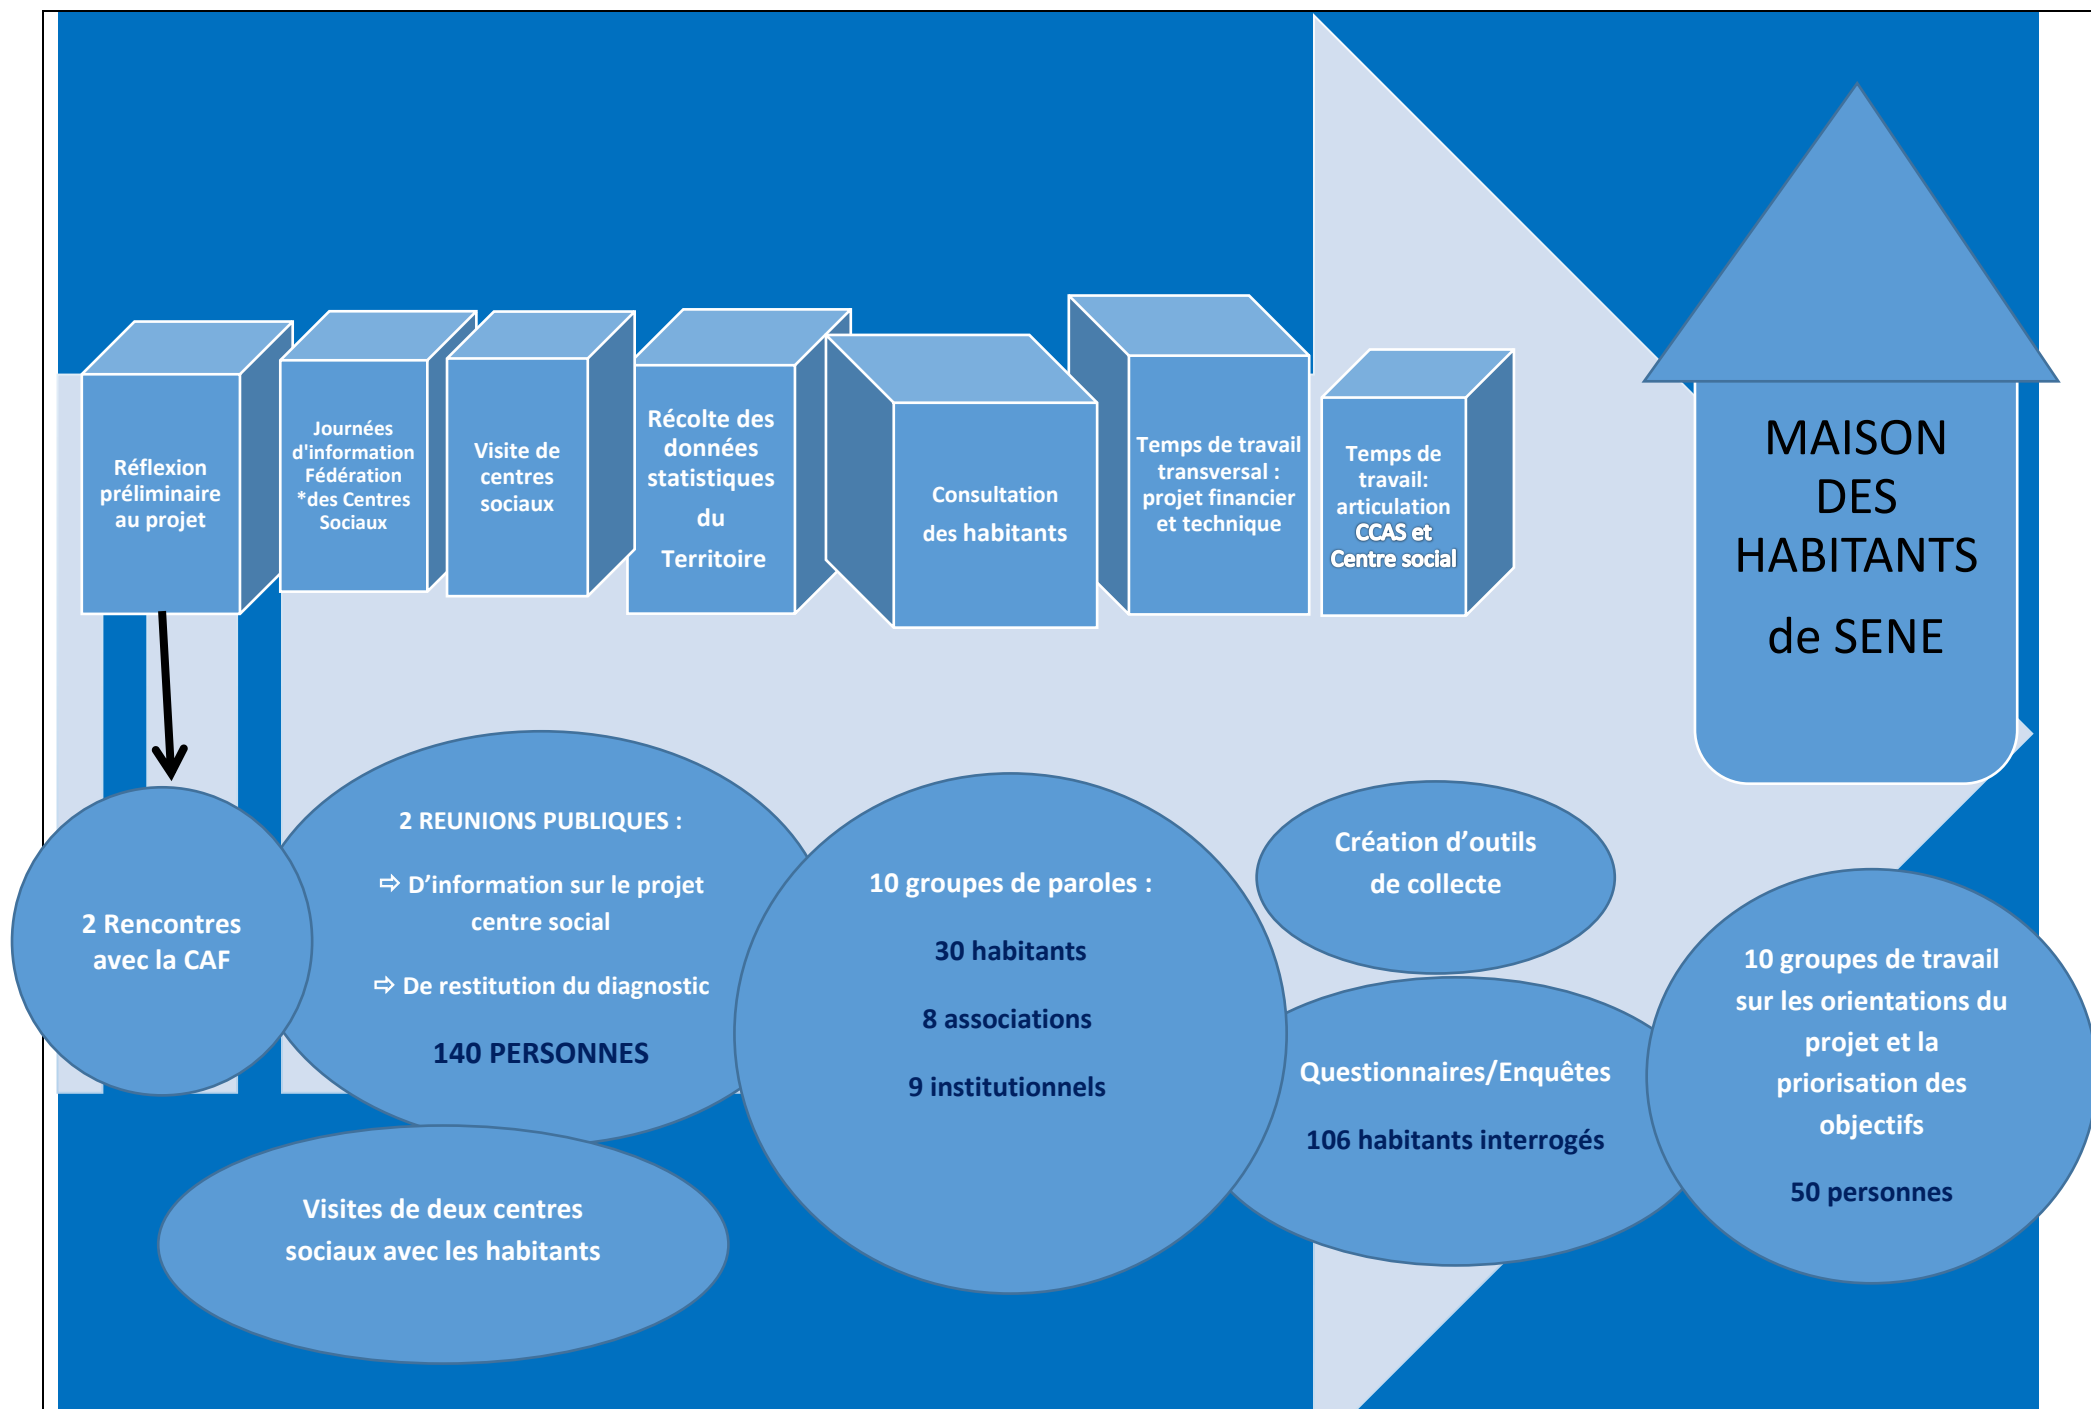 Réflexion
préliminaire
au projet
Journées
d'information
Fédération
*des Centres
Sociaux
Visite de
centres
sociaux
Récolte des
données
statistiques
du
Territoire
Consultation
des habitants
Temps de travail
transversal :
projet financier
et technique
Temps de
travail:
articulation
CCAS et
Centre social
MAISON
DES
HABITANTS
de SENE
2 Rencontres
avec la CAF
2 REUNIONS PUBLIQUES :
⇨ D’information sur le projet
centre social
⇨ De restitution du diagnostic
140 PERSONNES
Visites de deux centres
sociaux avec les habitants
10 groupes de paroles :
30 habitants
8 associations
9 institutionnels
Création d’outils
de collecte
Questionnaires/Enquêtes
106 habitants interrogés
10 groupes de travail
sur les orientations du
projet et la
priorisation des
objectifs
50 personnes